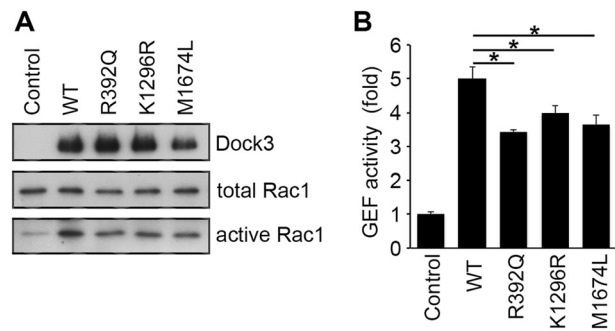 A
Control
WT
R392Q
K1296R
M1674L
Dock3
total Rac1
active Rac1
B
GEF activity (fold)
6
5
4
3
2
1
0
*
*
*
Control
WT
R392Q
K1296R
M1674L